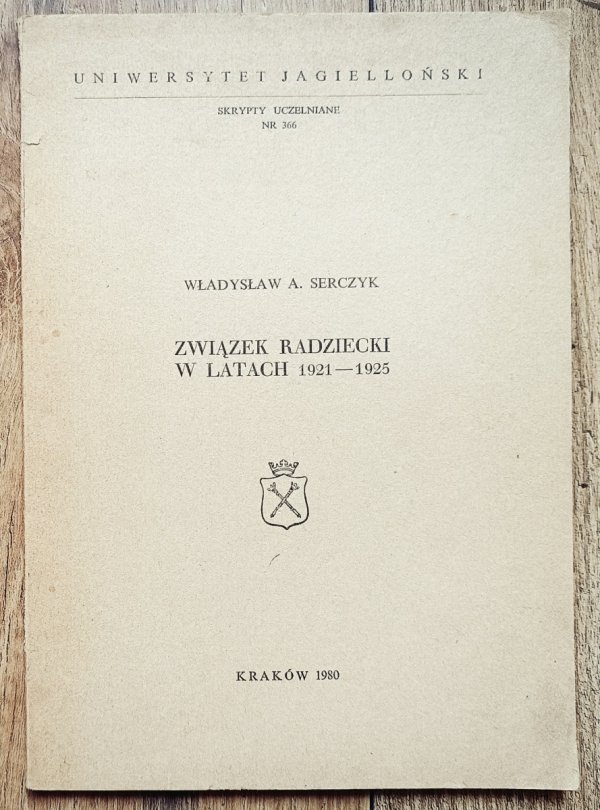 UNIWERSYTET JAGIELLOŃSKI
SKRYPTY UCZELNIANE
NR 366
WŁADYSŁAW A. SERCZYK
ZWIĄZEK RADZIECKI
W LATACH 1921—1925
KRAKÓW 1980